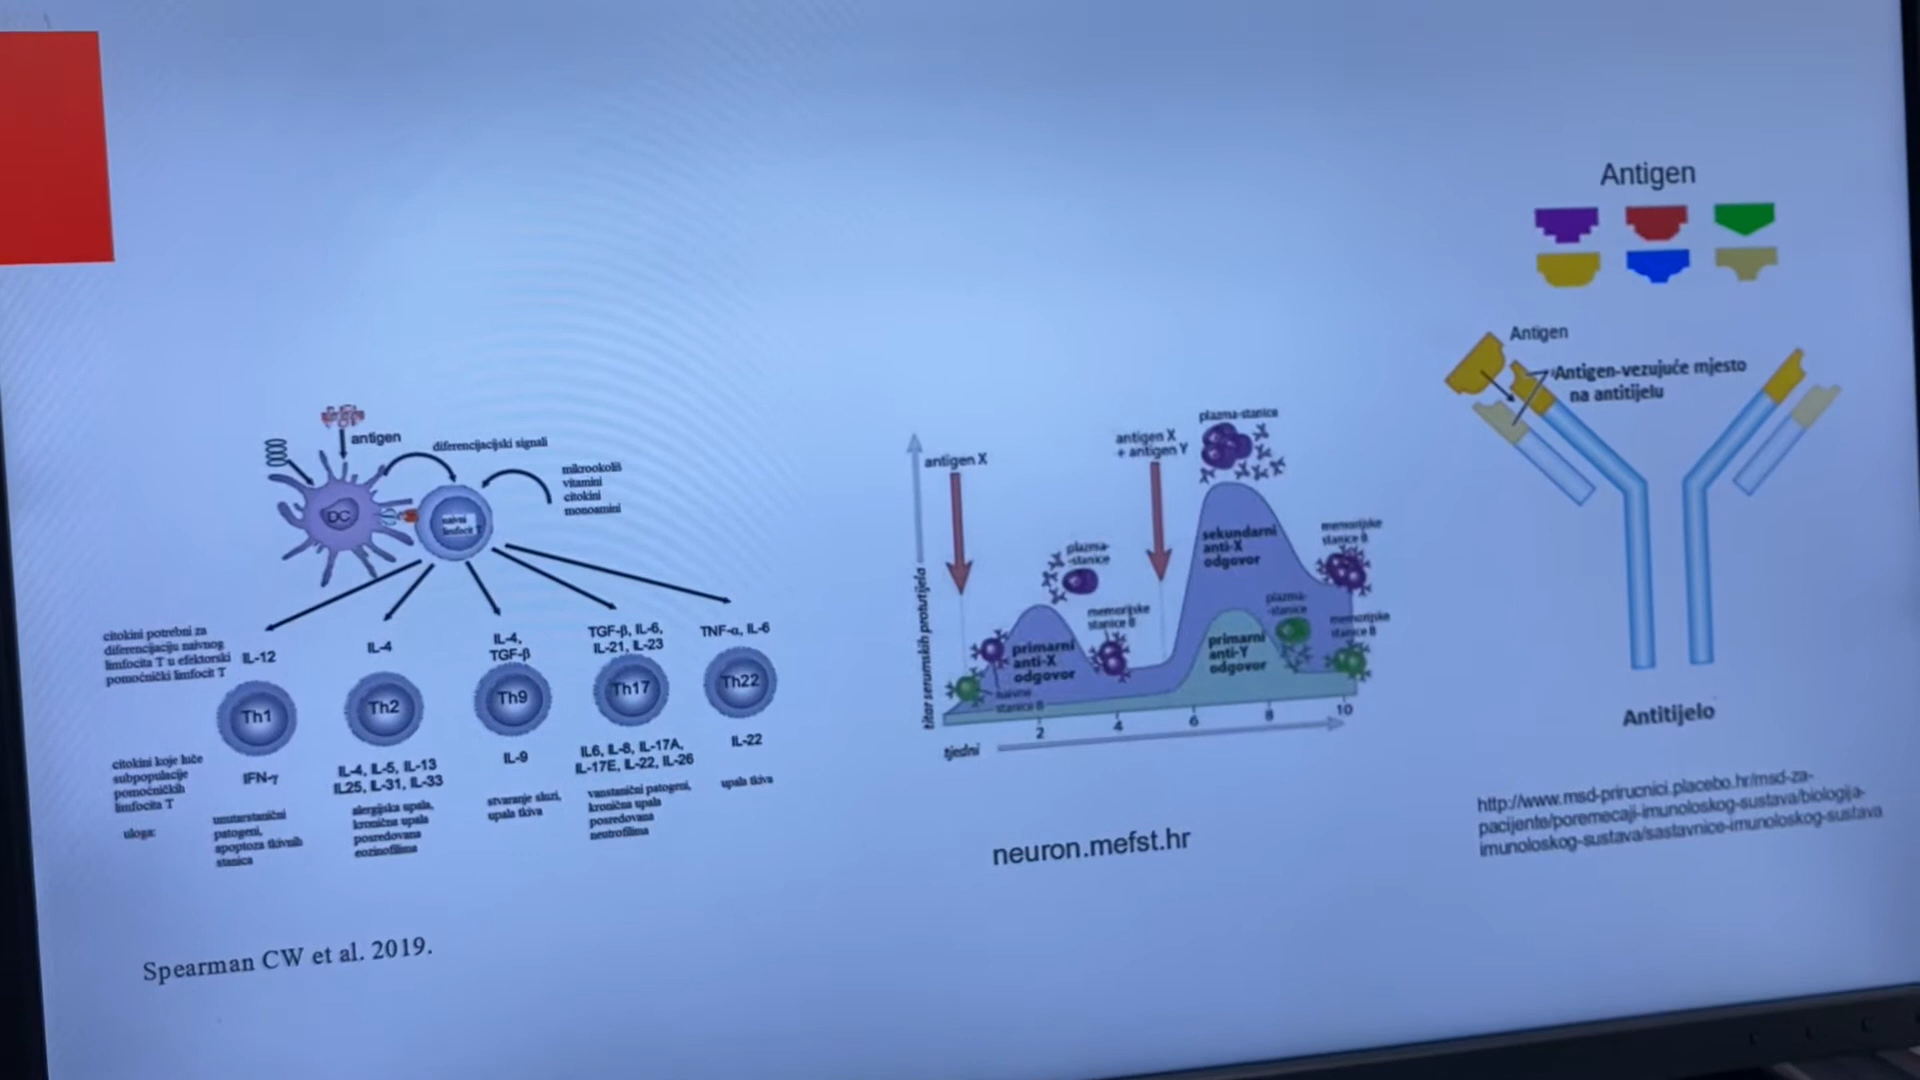 antigen
diferencijacijski signali
mikrookoliš
vitamini
citokini
monoamini
DC
naivni
limfocit T
citokini potrebni za
diferencijaciju naivnog
limfocita T u efektorski
pomoćnički limfocit T
IL-12
IL-4
IL-4,
TGF-β
TGF-β, IL-6,
IL-21, IL-23
TNF-α, IL-6
Th1
Th2
Th9
Th17
Th22
citokini koje luče
subpopulacije
pomoćničkih
limfocita T
IFN-γ
IL-4, IL-5, IL-13
IL25, IL-31, IL-33
IL-9
IL6, IL-8, IL-17A,
IL-17E, IL-22, IL-26
IL-22
uloga:
unutarstanični
patogeni,
apoptoza tkivnih
stanica
alergijska upala,
kronična upala
posredovana
eozinofilima
stvaranje sluzi,
upala tkiva
vanstanični patogeni,
kronična upala
posredovana
neutrofilima
upala tkiva
Spearman CW et al. 2019.
titar serumskih protutijela
antigen X
antigen X
+ antigen Y
plazma-stanice
plazma-
-stanice
memorijske
stanice B
primarni
anti-X
odgovor
naivne
stanice B
sekundarni
anti-X
odgovor
memorijske
stanice B
plazma-
-stanice
primarni
anti-Y
odgovor
memorijske
stanice B
2
4
6
8
10
tjedni
neuron.mefst.hr
Antigen
Antigen
Antigen-vezujuće mjesto
na antitijelu
Antitijelo
http://www.msd-prirucnici.placebo.hr/msd-za-
pacijente/poremecaji-imunoloskog-sustava/biologija-
imunoloskog-sustava/sastavnice-imunoloskog-sustava